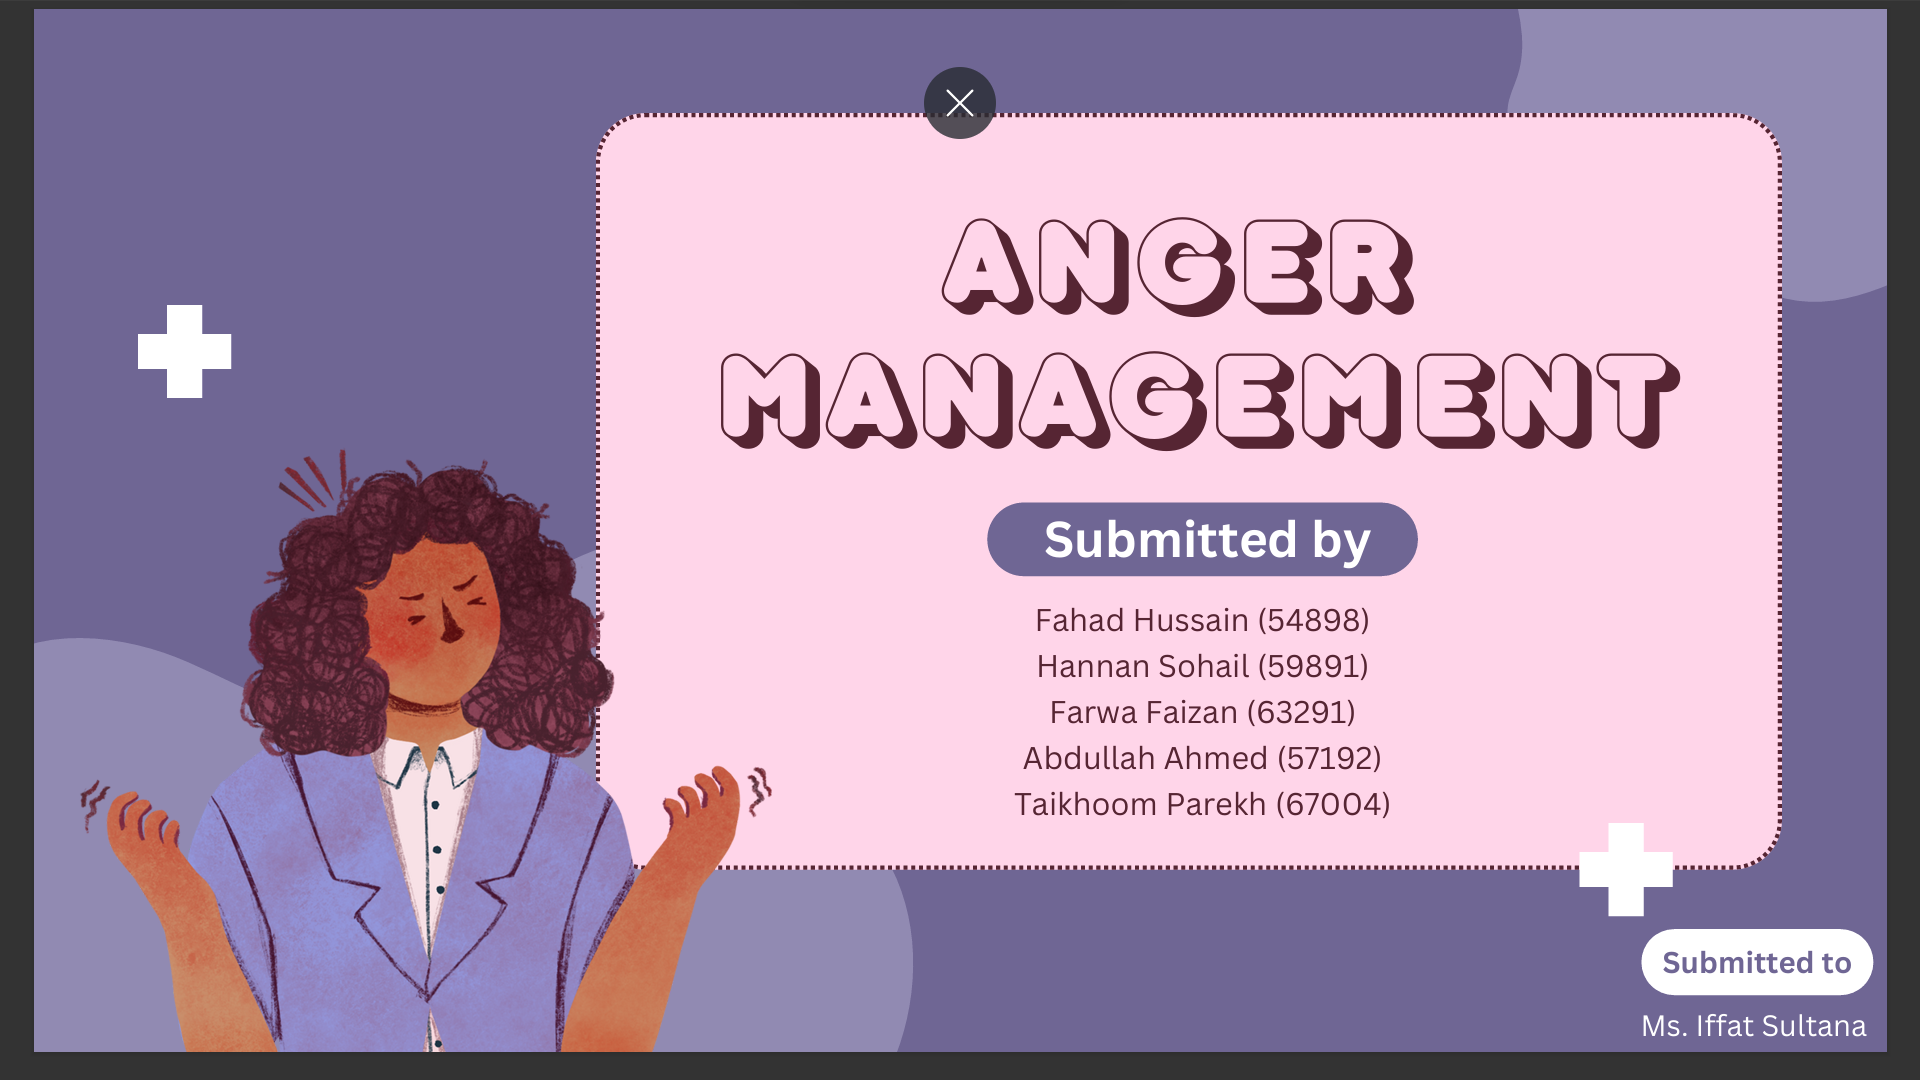 ANGER
MANAGEMENT
Submitted by
Fahad Hussain (54898)
Hannan Sohail (59891)
Farwa Faizan (63291)
Abdullah Ahmed (57192)
Taikhoom Parekh (67004)
Submitted to
Ms. Iffat Sultana